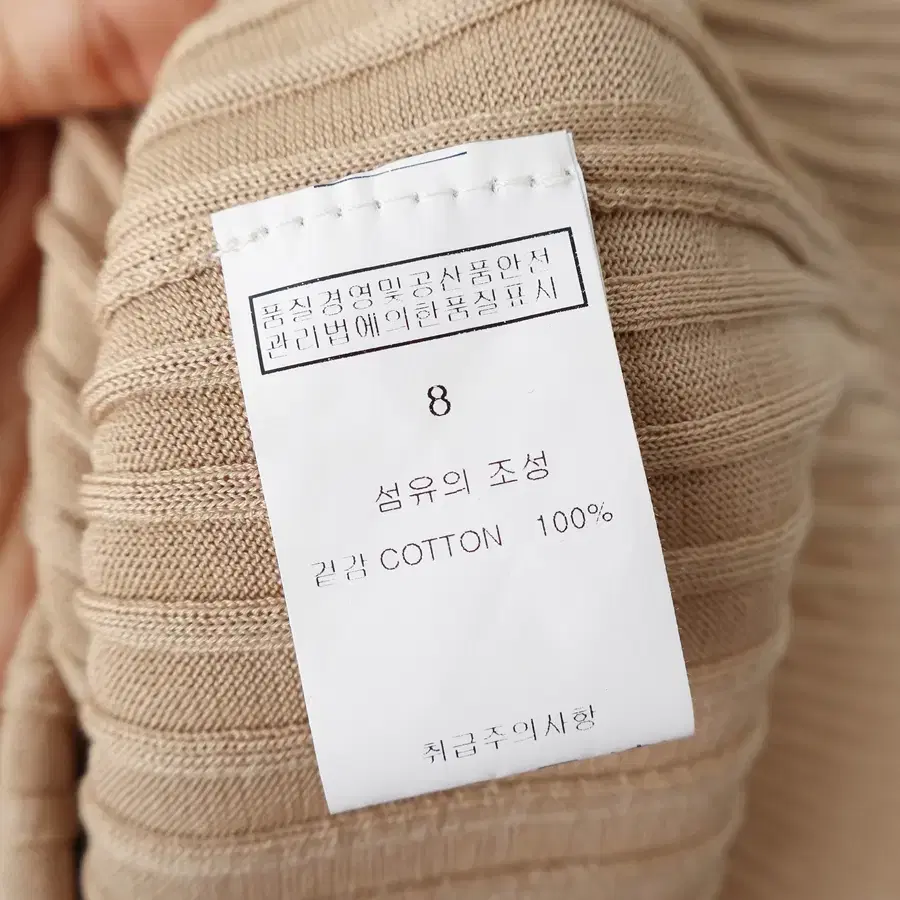 품질경영및공산품안전
관리법에의한품질표시
8
섬유의 조성
겉감 COTTON 100%
취급주의사항